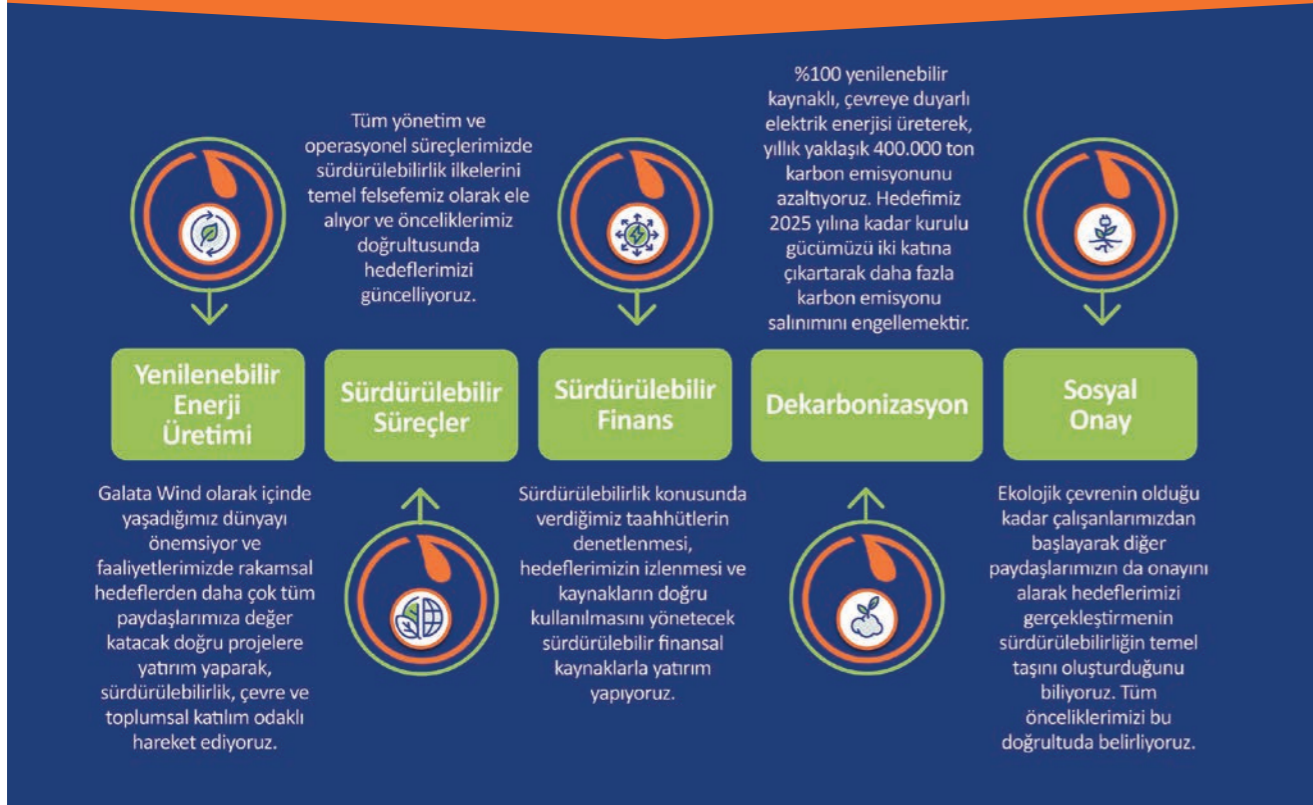 Yenilenebilir
Enerji
Üretimi
Galata Wind olarak içinde
yaşadığımız dünyayı
önemsiyor ve
faaliyetlerimizde rakamsal
hedeflerden daha çok tüm
paydaşlarımıza değer
katacak doğru projelere
yatırım yaparak,
sürdürülebilirlik, çevre ve
toplumsal katılım odaklı
hareket ediyoruz.
Tüm yönetim ve
operasyonel süreçlerimizde
sürdürülebilirlik ilkelerini
temel felsefemiz olarak ele
alıyor ve önceliklerimiz
doğrultusunda
hedeflerimizi
güncelliyoruz.
Sürdürülebilir
Süreçler
Sürdürülebilir
Finans
Sürdürülebilirlik konusunda
verdiğimiz taahhütlerin
denetlenmesi,
hedeflerimizin izlenmesi ve
kaynakların doğru
kullanılmasını yönetecek
sürdürülebilir finansal
kaynaklarla yatırım
yapıyoruz.
%100 yenilenebilir
kaynaklı, çevreye duyarlı
elektrik enerjisi üreterek,
yıllık yaklaşık 400.000 ton
karbon emisyonunu
azaltıyoruz. Hedefimiz
2025 yılına kadar kurulu
gücümüzü iki katına
çıkartarak daha fazla
karbon emisyonu
salınımını engellemektir.
Dekarbonizasyon
Sosyal
Onay
Ekolojik çevrenin olduğu
kadar çalışanlarımızdan
başlayarak diğer
paydaşlarımızın da onayını
alarak hedeflerimizi
gerçekleştirmenin
sürdürülebilirliğin temel
taşını oluşturduğunu
biliyoruz. Tüm
önceliklerimizi bu
doğrultuda belirliyoruz.